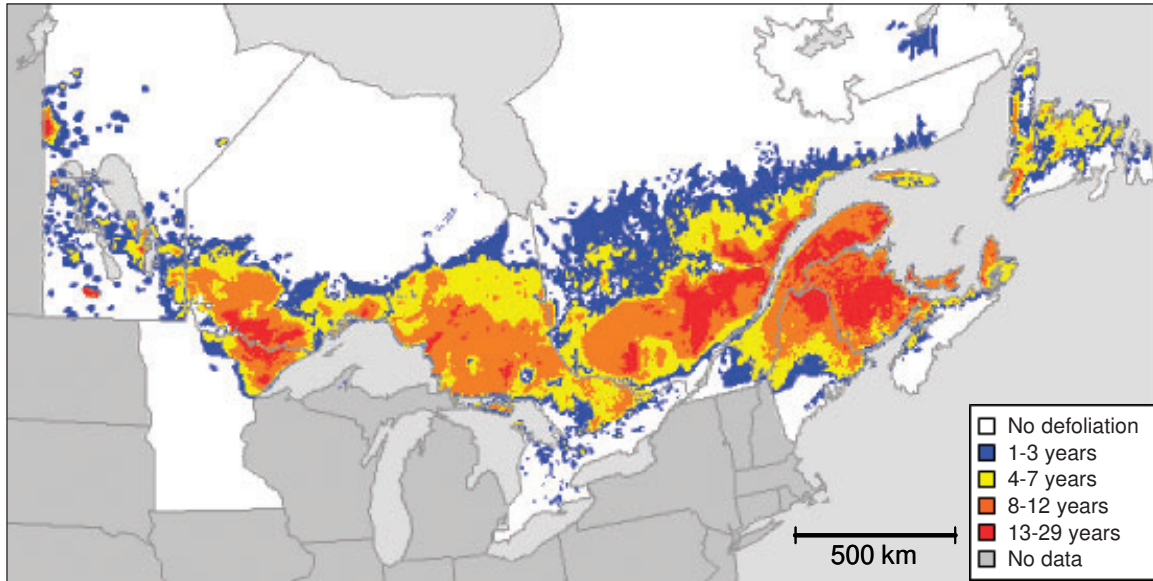 No defoliation
1-3 years
4-7 years
8-12 years
13-29 years
No data
500 km